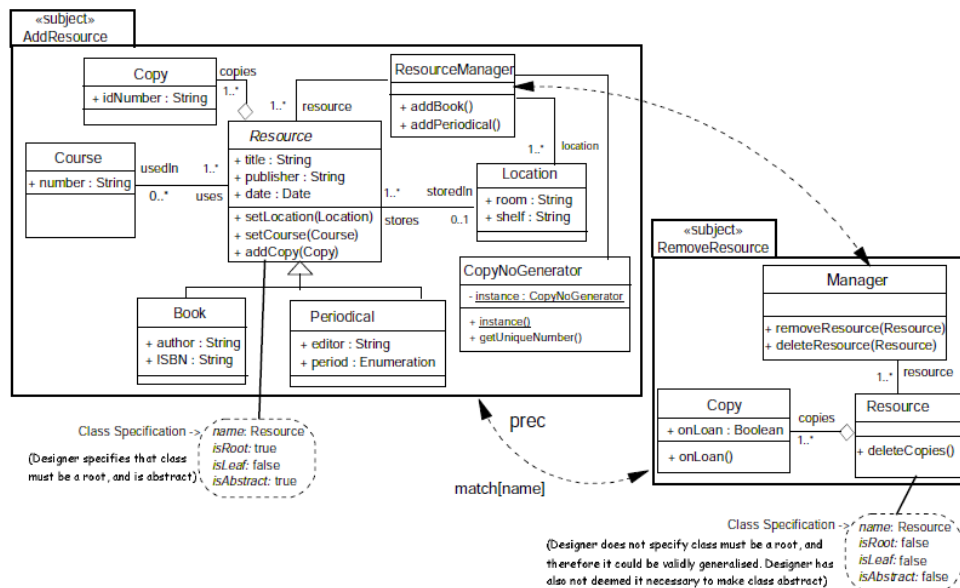 «subject»
AddResource
Copy
+ idNumber : String
copies
1..*
1..*
resource
ResourceManager
+ addBook()
+ addPeriodical()
Resource
+ title : String
+ publisher : String
+ date : Date
+ setLocation(Location)
+ setCourse(Course)
+ addCopy(Copy)
Course
+ number : String
usedIn
1..*
0..*
uses
1..*
location
Location
+ room : String
+ shelf : String
1..*
storedIn
stores
0..1
CopyNoGenerator
- instance : CopyNoGenerator
+ instance()
+ getUniqueNumber()
Book
+ author : String
+ ISBN : String
Periodical
+ editor : String
+ period : Enumeration
«subject»
RemoveResource
Manager
+ removeResource(Resource)
+ deleteResource(Resource)
1..*
resource
Copy
+ onLoan : Boolean
+ onLoan()
copies
1..*
Resource
+ deleteCopies()
prec
match[name]
Class Specification ->
(Designer specifies that class
must be a root, and is abstract)
name: Resource
isRoot: true
isLeaf: false
isAbstract: true
Class Specification ->
(Designer does not specify class must be a root, and
therefore it could be validly generalised. Designer has
also not deemed it necessary to make class abstract)
name: Resource
isRoot: false
isLeaf: false
isAbstract: false